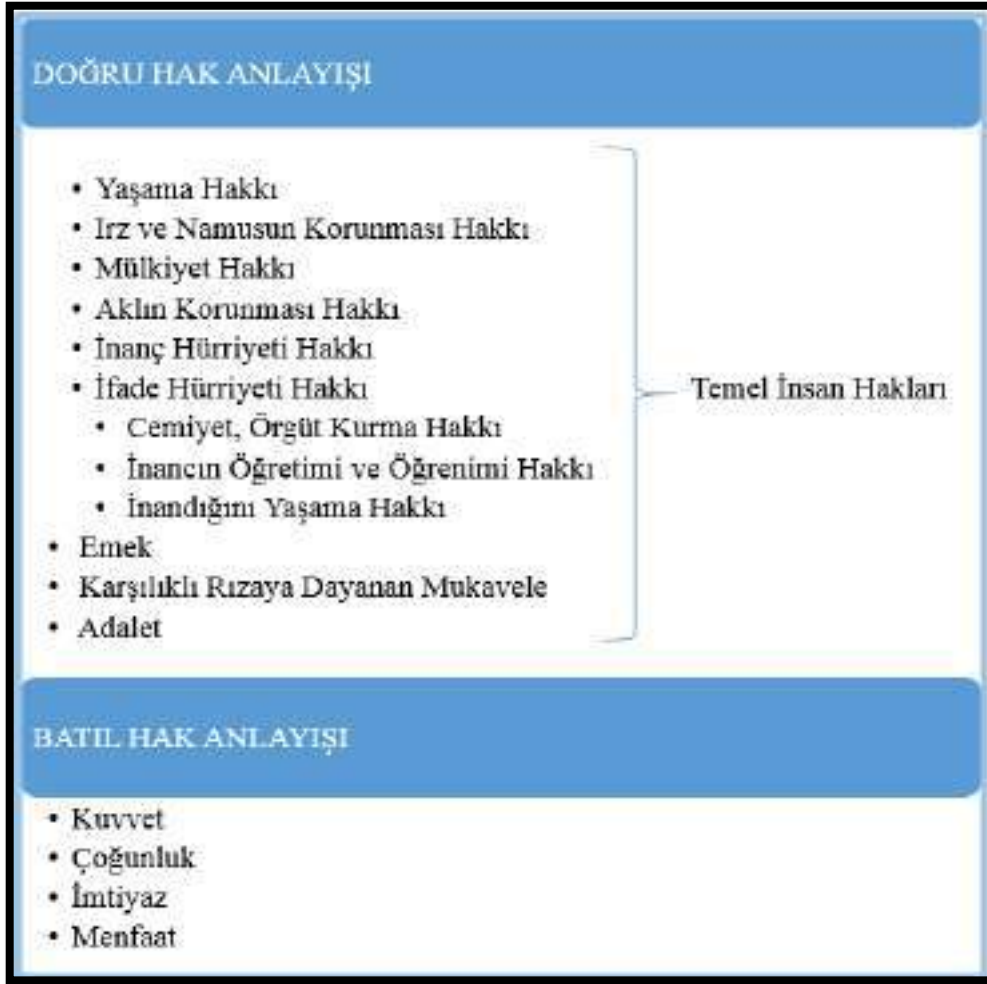 DOĞRU HAK ANLAYIŞI
• Yaşama Hakkı
• Irz ve Namusun Korunması Hakkı
• Mülkiyet Hakkı
• Aklın Korunması Hakkı
• İnanç Hürriyeti Hakkı
• İfade Hürriyeti Hakkı
• Cemiyet, Örgüt Kurma Hakkı
• İnancın Öğretimi ve Öğrenimi Hakkı
• İnandığını Yaşama Hakkı
• Emek
• Karşılıklı Rızaya Dayanan Mukavele
• Adalet
Temel İnsan Hakları
BATIL HAK ANLAYIŞI
• Kuvvet
• Çoğunluk
• İmtiyaz
• Menfaat